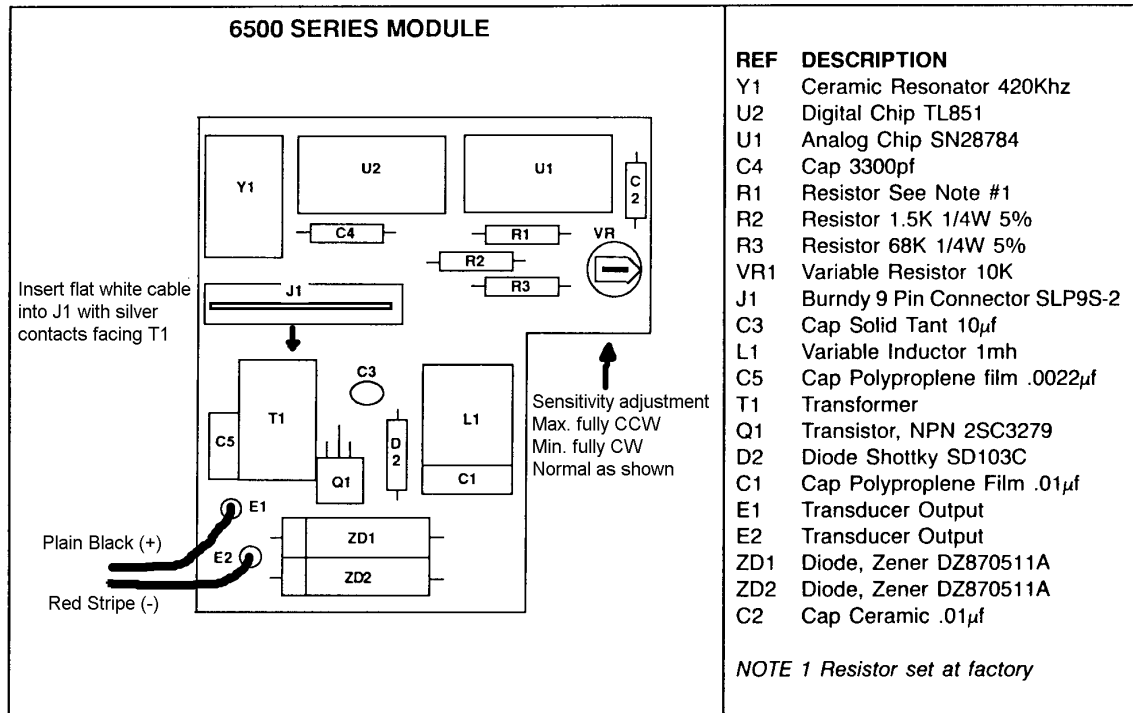 6500 SERIES MODULE
Y1
U2
U1
C
2
C4
R1
VR
R2
R3
Insert flat white cable
into J1 with silver
contacts facing T1
J1
C3
T1
L1
Sensitivity adjustment
Max. fully CCW
Min. fully CW
Normal as shown
C5
D
2
Q1
C1
E1
Plain Black (+)
ZD1
E2
ZD2
Red Stripe (-)
REF DESCRIPTION
Y1 Ceramic Resonator 420Khz
U2 Digital Chip TL851
U1 Analog Chip SN28784
C4 Cap 3300pf
R1 Resistor See Note #1
R2 Resistor 1.5K 1/4W 5%
R3 Resistor 68K 1/4W 5%
VR1 Variable Resistor 10K
J1 Burndy 9 Pin Connector SLP9S-2
C3 Cap Solid Tant 10μf
L1 Variable Inductor 1mh
C5 Cap Polyproplene film .0022μf
T1 Transformer
Q1 Transistor, NPN 2SC3279
D2 Diode Shottky SD103C
C1 Cap Polyproplene Film .01μf
E1 Transducer Output
E2 Transducer Output
ZD1 Diode, Zener DZ870511A
ZD2 Diode, Zener DZ870511A
C2 Cap Ceramic .01μf
NOTE 1 Resistor set at factory